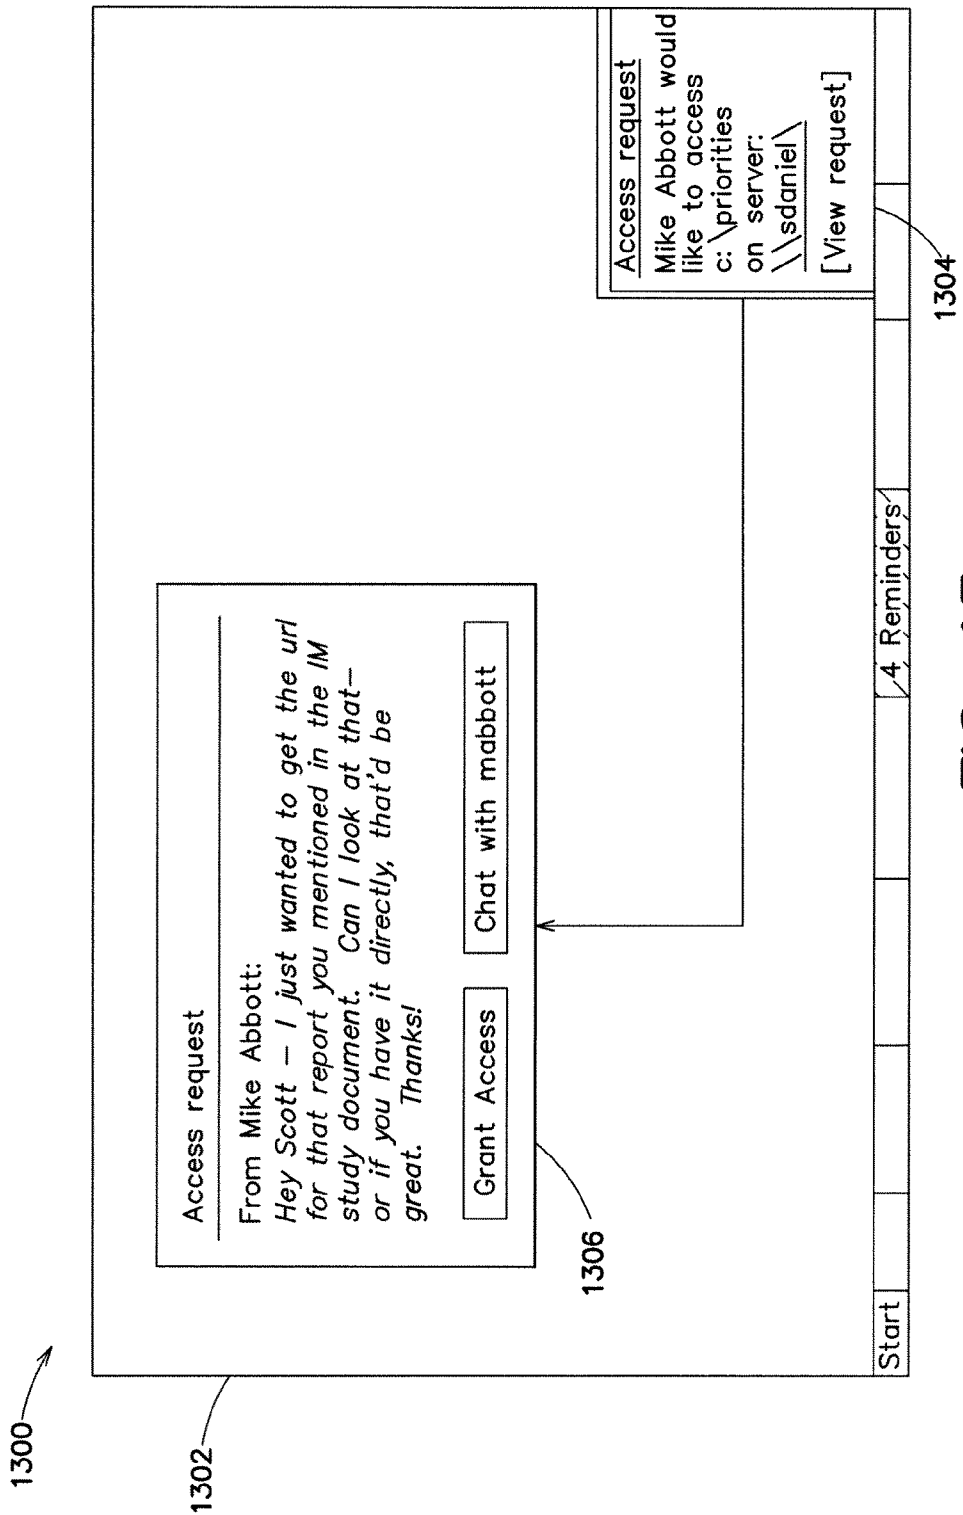 1300
1302
Access request
From Mike Abbott:
Hey Scott — I just wanted to get the url
for that report you mentioned in the IM
study document. Can I look at that—
or if you have it directly, that'd be
great. Thanks!
Grant Access
Chat with mabbott
1306
Access request
Mike Abbott would
like to access
c: \priorities
on server:
\\sdaniel\
[View request]
1304
Start
4 Reminders